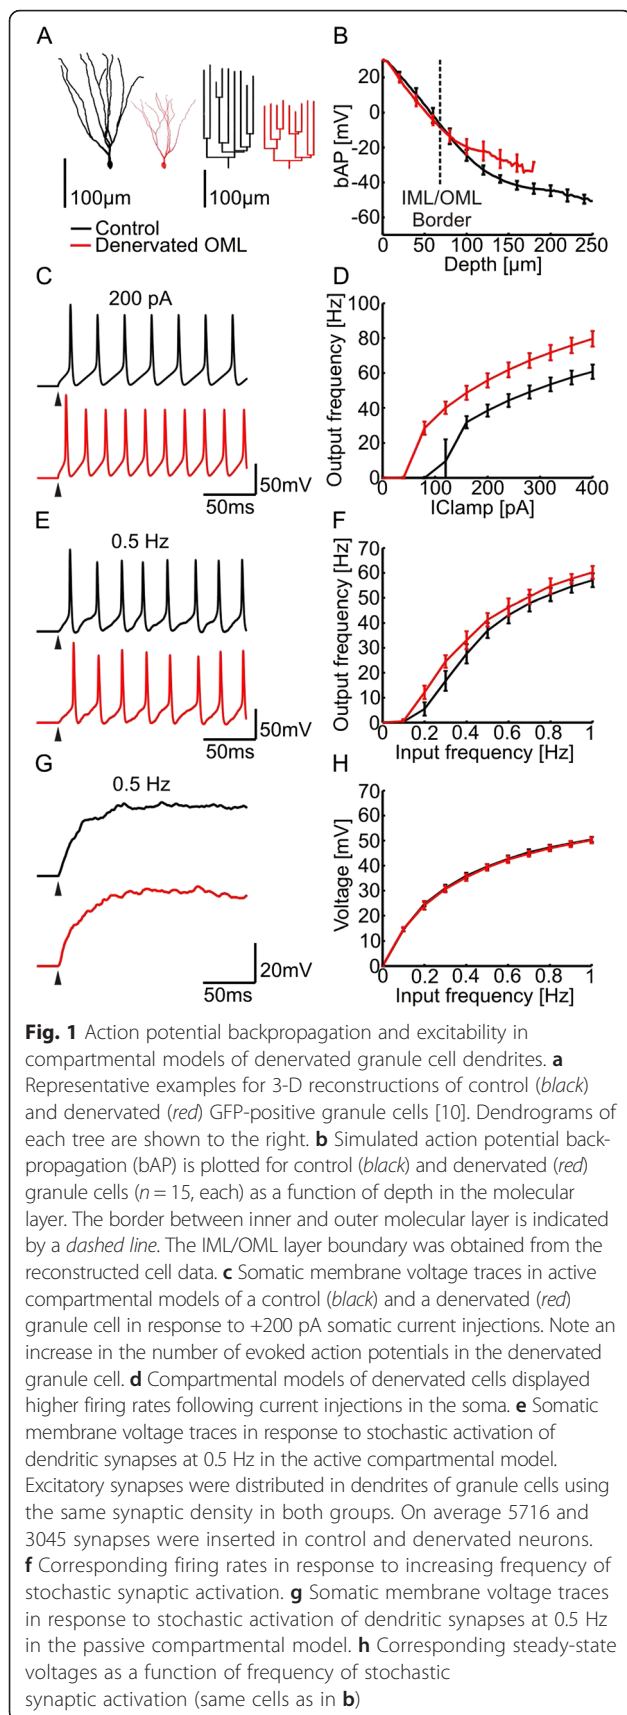 A
B
20
0
-20
-40
-60
bAP [mV]
IML/OML
Border
0 50 100 150 200 250
Depth [µm]
100µm
100µm
Control
Denervated OML
C
200 pA
50mV
50ms
D
100
80
60
40
20
0
Output frequency [Hz]
0 100 200 300 400
IClamp [pA]
E
0.5 Hz
50mV
50ms
F
70
60
50
40
30
20
10
0
Output frequency [Hz]
0 0.2 0.4 0.6 0.8 1
Input frequency [Hz]
G
0.5 Hz
20mV
50ms
H
70
60
50
40
30
20
10
0
Voltage [mV]
0 0.2 0.4 0.6 0.8 1
Input frequency [Hz]
Fig. 1 Action potential backpropagation and excitability in
compartmental models of denervated granule cell dendrites. a
Representative examples for 3-D reconstructions of control (black)
and denervated (red) GFP-positive granule cells [10]. Dendrograms of
each tree are shown to the right. b Simulated action potential back-
propagation (bAP) is plotted for control (black) and denervated (red)
granule cells (n = 15, each) as a function of depth in the molecular
layer. The border between inner and outer molecular layer is indicated
by a dashed line. The IML/OML layer boundary was obtained from the
reconstructed cell data. c Somatic membrane voltage traces in active
compartmental models of a control (black) and a denervated (red)
granule cell in response to +200 pA somatic current injections. Note an
increase in the number of evoked action potentials in the denervated
granule cell. d Compartmental models of denervated cells displayed
higher firing rates following current injections in the soma. e Somatic
membrane voltage traces in response to stochastic activation of
dendritic synapses at 0.5 Hz in the active compartmental model.
Excitatory synapses were distributed in dendrites of granule cells using
the same synaptic density in both groups. On average 5716 and
3045 synapses were inserted in control and denervated neurons.
f Corresponding firing rates in response to increasing frequency of
stochastic synaptic activation. g Somatic membrane voltage traces
in response to stochastic activation of dendritic synapses at 0.5 Hz
in the passive compartmental model. h Corresponding steady-state
voltages as a function of frequency of stochastic
synaptic activation (same cells as in b)